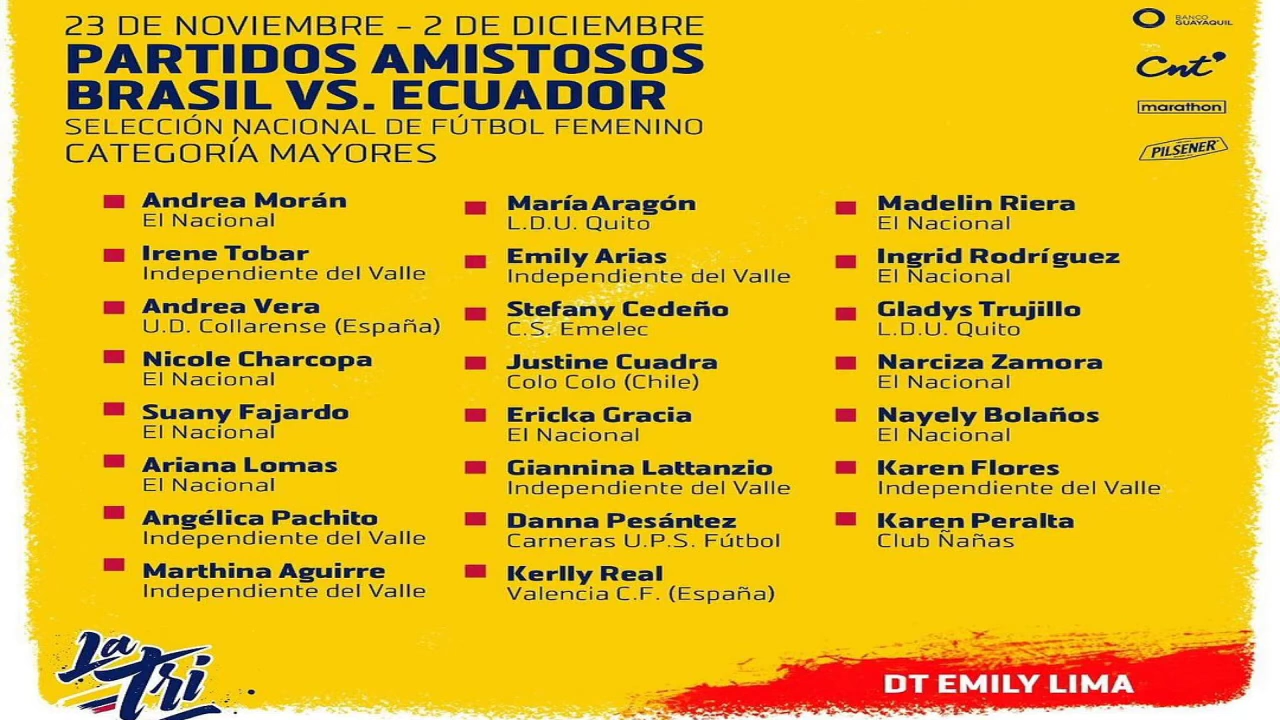 23 DE NOVIEMBRE - 2 DE DICIEMBRE
PARTIDOS AMISTOSOS
BRASIL VS. ECUADOR
SELECCIÓN NACIONAL DE FÚTBOL FEMENINO
CATEGORÍA MAYORES
BANCO
GUAYAQUIL
Cnt
marathon
PILSENER
Andrea Morán
El Nacional
Irene Tobar
Independiente del Valle
Andrea Vera
U.D. Collarense (España)
Nicole Charcopa
El Nacional
Suany Fajardo
El Nacional
Ariana Lomas
El Nacional
Angélica Pachito
Independiente del Valle
Marthina Aguirre
Independiente del Valle
María Aragón
L.D.U. Quito
Emily Arias
Independiente del Valle
Stefany Cedeño
C.S. Emelec
Justine Cuadra
Colo Colo (Chile)
Ericka Gracia
El Nacional
Giannina Lattanzio
Independiente del Valle
Danna Pesántez
Carneras U.P.S. Fútbol
Kerlly Real
Valencia C.F. (España)
Madelin Riera
El Nacional
Ingrid Rodríguez
El Nacional
Gladys Trujillo
L.D.U. Quito
Narciza Zamora
El Nacional
Nayely Bolaños
El Nacional
Karen Flores
Independiente del Valle
Karen Peralta
Club Ñañas
La
Tri
DT EMILY LIMA